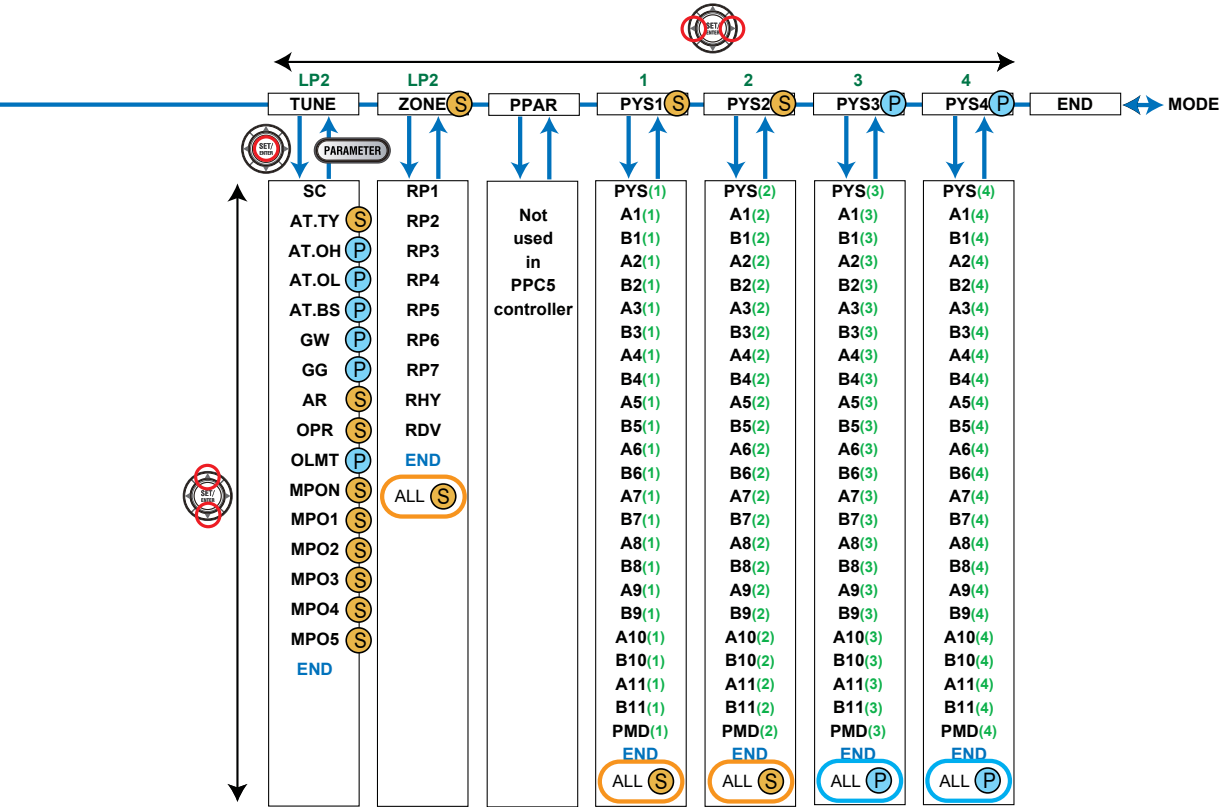 SET/
ENTER
LP2
LP2
1
2
3
4
TUNE
ZONE S
PPAR
PYS1 S
PYS2 S
PYS3 P
PYS4 P
END
MODE
SET/
ENTER
PARAMETER
SC
AT.TY S
AT.OH P
AT.OL P
AT.BS P
GW P
GG P
AR S
OPR S
OLMT P
MPON S
MPO1 S
MPO2 S
MPO3 S
MPO4 S
MPO5 S
END
SET/
ENTER
RP1
RP2
RP3
RP4
RP5
RP6
RP7
RHY
RDV
END
ALL S
Not
used
in
PPC5
controller
PYS(1)
A1(1)
B1(1)
A2(1)
B2(1)
A3(1)
B3(1)
A4(1)
B4(1)
A5(1)
B5(1)
A6(1)
B6(1)
A7(1)
B7(1)
A8(1)
B8(1)
A9(1)
B9(1)
A10(1)
B10(1)
A11(1)
B11(1)
PMD(1)
END
ALL S
PYS(2)
A1(2)
B1(2)
A2(2)
B2(2)
A3(2)
B3(2)
A4(2)
B4(2)
A5(2)
B5(2)
A6(2)
B6(2)
A7(2)
B7(2)
A8(2)
B8(2)
A9(2)
B9(2)
A10(2)
B10(2)
A11(2)
B11(2)
PMD(2)
END
ALL S
PYS(3)
A1(3)
B1(3)
A2(3)
B2(3)
A3(3)
B3(3)
A4(3)
B4(3)
A5(3)
B5(3)
A6(3)
B6(3)
A7(3)
B7(3)
A8(3)
B8(3)
A9(3)
B9(3)
A10(3)
B10(3)
A11(3)
B11(3)
PMD(3)
END
ALL P
PYS(4)
A1(4)
B1(4)
A2(4)
B2(4)
A3(4)
B3(4)
A4(4)
B4(4)
A5(4)
B5(4)
A6(4)
B6(4)
A7(4)
B7(4)
A8(4)
B8(4)
A9(4)
B9(4)
A10(4)
B10(4)
A11(4)
B11(4)
PMD(4)
END
ALL P